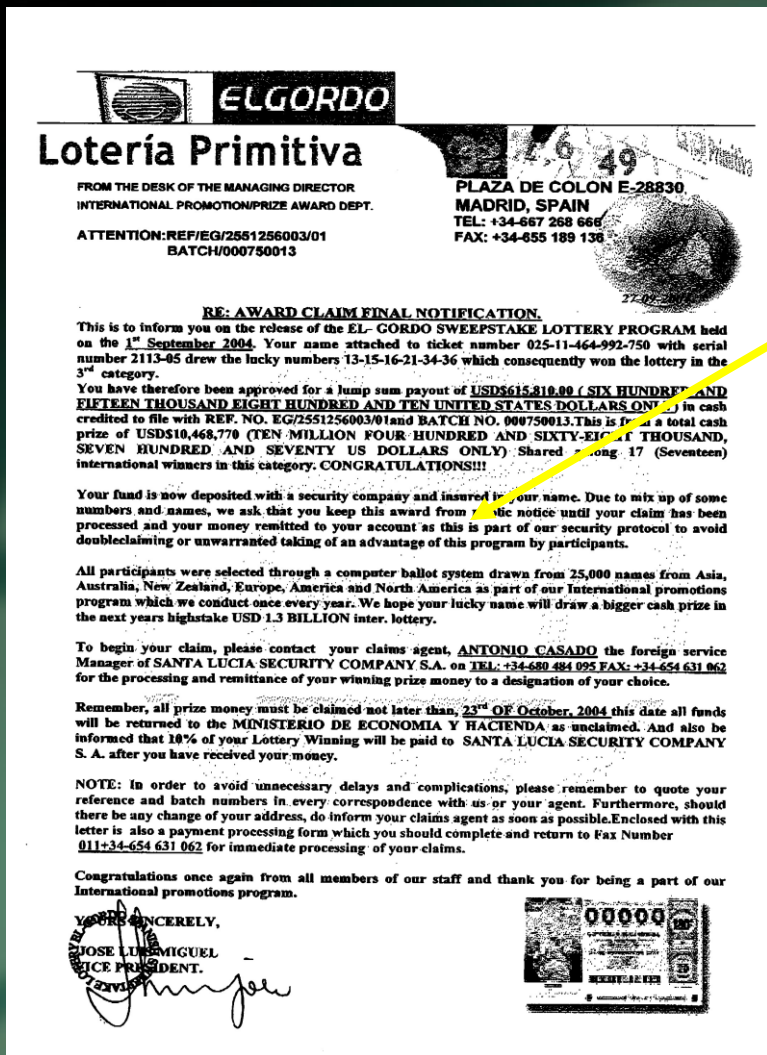 ELGORDO
Lotería Primitiva
49
FROM THE DESK OF THE MANAGING DIRECTOR
INTERNATIONAL PROMOTION/PRIZE AWARD DEPT.
PLAZA DE COLON E-28830,
MADRID, SPAIN
TEL: +34-667 268 666
FAX: +34-655 189 136
ATTENTION:REF/EG/2551256003/01
BATCH/000750013
RE: AWARD CLAIM FINAL NOTIFICATION.
This is to inform you on the release of the EL- GORDO SWEEPSTAKE LOTTERY PROGRAM held
on the 1st September 2004. Your name attached to ticket number 025-11-464-992-750 with serial
number 2113-05 drew the lucky numbers 13-15-16-21-34-36 which consequently won the lottery in the
3rd category.
You have therefore been approved for a lump sum payout of USD$615,810.00 ( SIX HUNDRED AND
FIFTEEN THOUSAND EIGHT HUNDRED AND TEN UNITED STATES DOLLARS ONLY) in cash
credited to file with REF. NO. EG/2551256003/01and BATCH NO. 000750013.This is from a total cash
prize of USD$10,468,770 (TEN MILLION FOUR HUNDRED AND SIXTY-EIGHT THOUSAND,
SEVEN HUNDRED AND SEVENTY US DOLLARS ONLY) Shared among 17 (Seventeen)
international winners in this category. CONGRATULATIONS!!!
Your fund is now deposited with a security company and insured in your name. Due to mix up of some
numbers and names, we ask that you keep this award from public notice until your claim has been
processed and your money remitted to your account as this is part of our security protocol to avoid
doubleclaiming or unwarranted taking of an advantage of this program by participants.
All participants were selected through a computer ballot system drawn from 25,000 names from Asia,
Australia, New Zealand, Europe, America and North America as part of our International promotions
program which we conduct once every year. We hope your lucky name will draw a bigger cash prize in
the next years highstake USD 1.3 BILLION inter. lottery.
To begin your claim, please contact your claims agent, ANTONIO CASADO the foreign service
Manager of SANTA LUCIA SECURITY COMPANY S.A. on TEL: +34-680 484 095 FAX: +34-654 631 062
for the processing and remittance of your winning prize money to a designation of your choice.
Remember, all prize money must be claimed not later than, 23rd OF October, 2004 this date all funds
will be returned to the MINISTERIO DE ECONOMIA Y HACIENDA as unclaimed. And also be
informed that 10% of your Lottery Winning will be paid to SANTA LUCIA SECURITY COMPANY
S. A. after you have received your money.
NOTE: In order to avoid unnecessary delays and complications, please remember to quote your
reference and batch numbers in every correspondence with us or your agent. Furthermore, should
there be any change of your address, do inform your claims agent as soon as possible.Enclosed with this
letter is also a payment processing form which you should complete and return to Fax Number
011+34-654 631 062 for immediate processing of your claims.
Congratulations once again from all members of our staff and thank you for being a part of our
International promotions program.
YOURS SINCERELY,
JOSE LUIS MIGUEL
VICE PRESIDENT.
00000